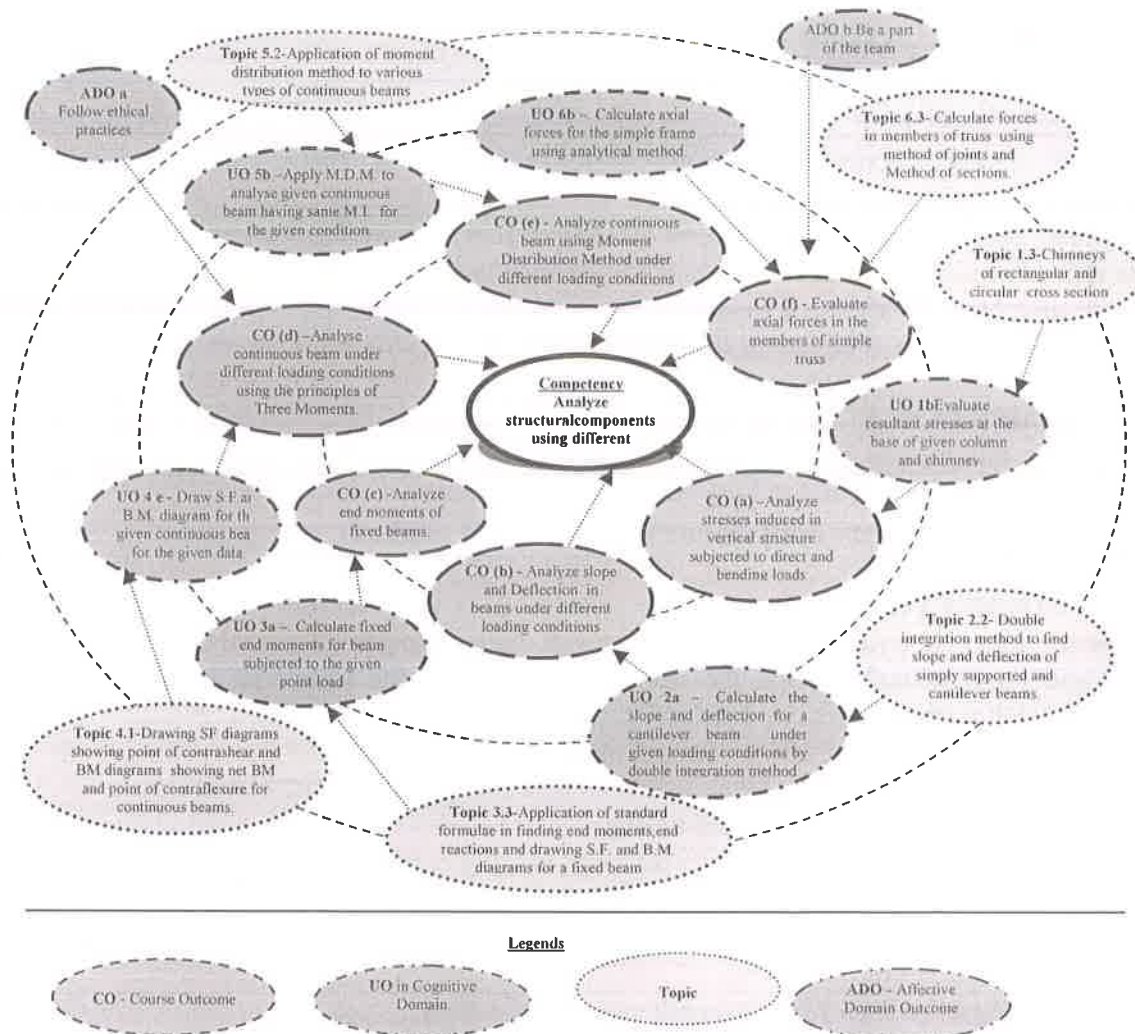 ADO b Be a part
of the team
Topic 5.2-Application of moment
distribution method to various
types of continuous beams
ADO a
Follow ethical
practices
UO 6b –. Calculate axial
forces for the simple frame
using analytical method.
Topic 6.3- Calculate forces
in members of truss using
method of joints and
Method of sections.
UO 5b –Apply M.D.M. to
analyse given continuous
beam having same M.I. for
the given condition
CO (e) - Analyze continuous
beam using Moment
Distribution Method under
different loading conditions
Topic 1.3-Chimneys
of rectangular and
circular cross section
CO (f) - Evaluate
axial forces in the
members of simple
truss
CO (d) –Analyse
continuous beam under
different loading conditions
using the principles of
Three Moments.
Competency
Analyze
structuralcomponents
using different
UO 1bEvaluate
resultant stresses at the
base of given column
and chimney.
UO 4 e - Draw S.F ar
B.M. diagram for th
given continuous bea
for the given data.
CO (c) -Analyze
end moments of
fixed beams.
CO (a) –Analyze
stresses induced in
vertical structure
subjected to direct and
bending loads.
CO (b) - Analyze slope
and Deflection in
beams under different
loading conditions
UO 3a –. Calculate fixed
end moments for beam
subjected to the given
point load
Topic 2.2- Double
integration method to find
slope and deflection of
simply supported and
cantilever beams.
UO 2a – Calculate the
slope and deflection for a
cantilever beam under
given loading conditions by
double integration method
Topic 4.1-Drawing SF diagrams
showing point of contrashear and
BM diagrams showing net BM
and point of contraflexure for
continuous beams.
Topic 3.3-Application of standard
formulae in finding end moments,end
reactions and drawing S.F. and B.M.
diagrams for a fixed beam
Legends
CO - Course Outcome
UO in Cognitive
Domain.
Topic
ADO - Affective
Domain Outcome